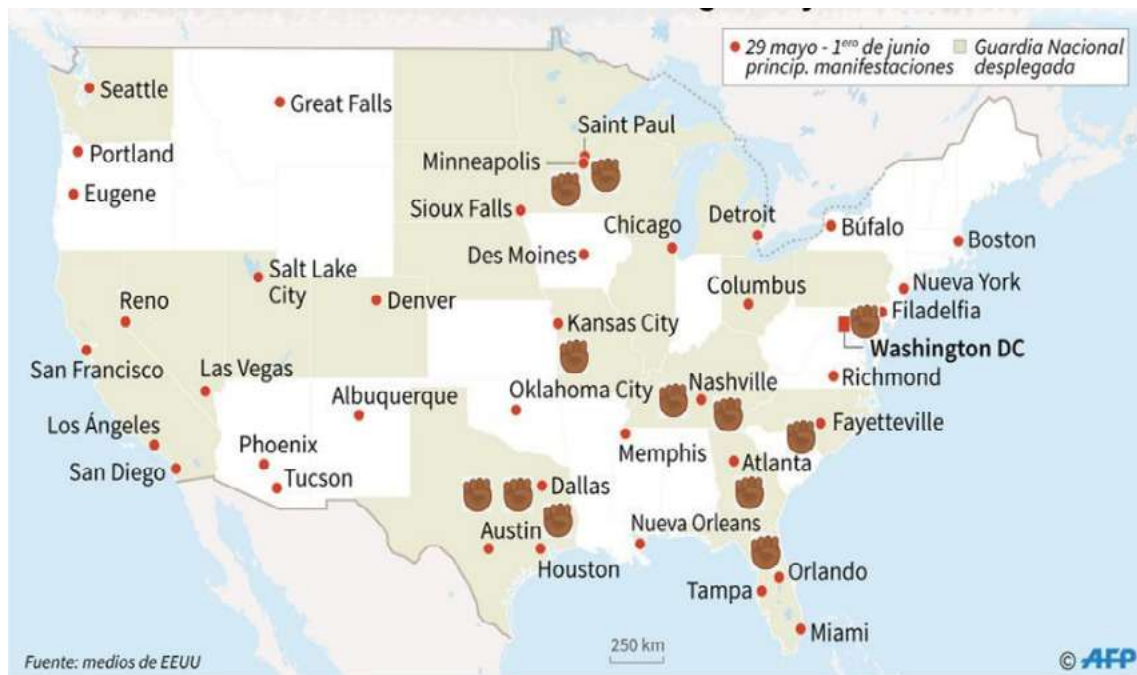 29 mayo - 1ero de junio
princip. manifestaciones
Guardia Nacional
desplegada
Seattle
Great Falls
Portland
Eugene
Saint Paul
Minneapolis
Sioux Falls
Chicago
Detroit
Búfalo
Boston
Des Moines
Salt Lake
City
Reno
Denver
Columbus
Nueva York
Filadelfia
Kansas City
Washington DC
San Francisco
Las Vegas
Richmond
Albuquerque
Oklahoma City
Nashville
Los Ángeles
Fayetteville
Phoenix
Memphis
Atlanta
San Diego
Tucson
Dallas
Austin
Nueva Orleans
Houston
Orlando
Tampa
Miami
250 km
Fuente: medios de EEUU
© AFP